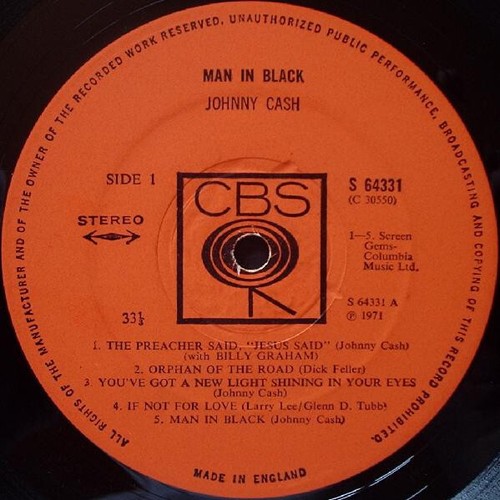 ALL RIGHTS OF THE MANUFACTURER AND OF THE OWNER OF THE RECORDED WORK RESERVED. UNAUTHORIZED PUBLIC PERFORMANCE, BROADCASTING AND COPYING OF THIS RECORD PROHIBITED.
MAN IN BLACK
JOHNNY CASH
SIDE 1
CBS
S 64331
(C 30550)
STEREO
1—5. Screen
Gems-
Columbia
Music Ltd.
S 64331 A
℗ 1971
33⅓
1. THE PREACHER SAID, "JESUS SAID" (Johnny Cash)
(with BILLY GRAHAM)
2. ORPHAN OF THE ROAD (Dick Feller)
3. YOU'VE GOT A NEW LIGHT SHINING IN YOUR EYES
(Johnny Cash)
4. IF NOT FOR LOVE (Larry Lee/Glenn D. Tubb)
5. MAN IN BLACK (Johnny Cash)
MADE IN ENGLAND